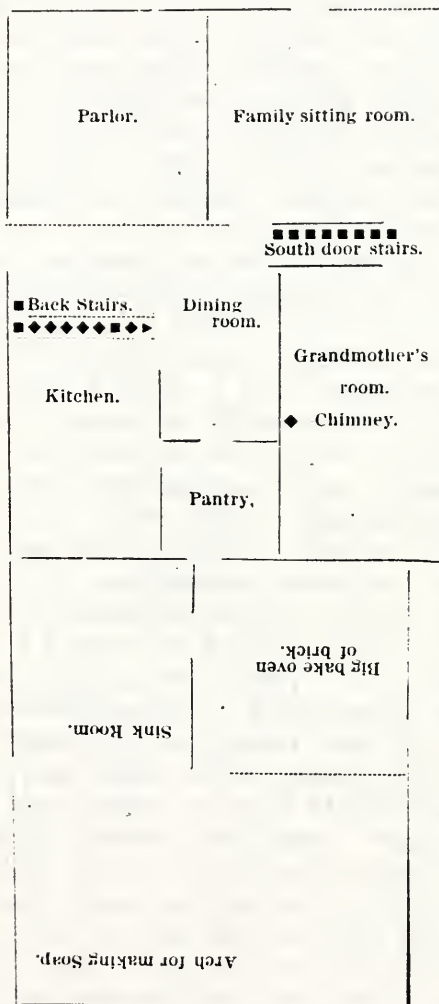 Parlor.
Family sitting room.
South door stairs.
Back Stairs.
Dining
room.
Grandmother's
room.
Kitchen.
Chimney.
Pantry,
Big bake oven
of brick.
Sink Room.
Arch for making Soap.